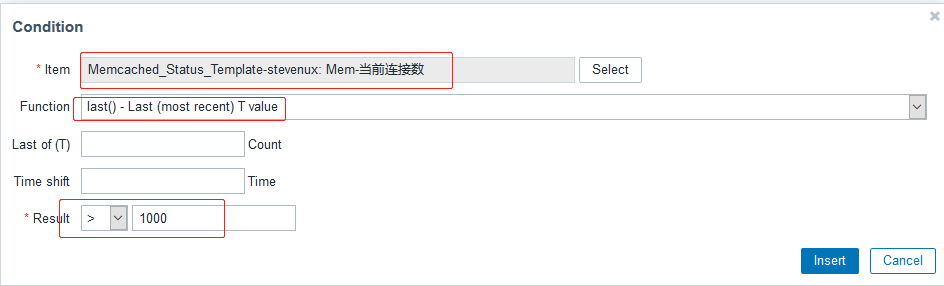 Condition
* Item Memcached_Status_Template-stevenux: Mem-当前连接数 Select
Function last() - Last (most recent) T value
Last of (T) Count
Time shift Time
* Result > 1000
Insert Cancel